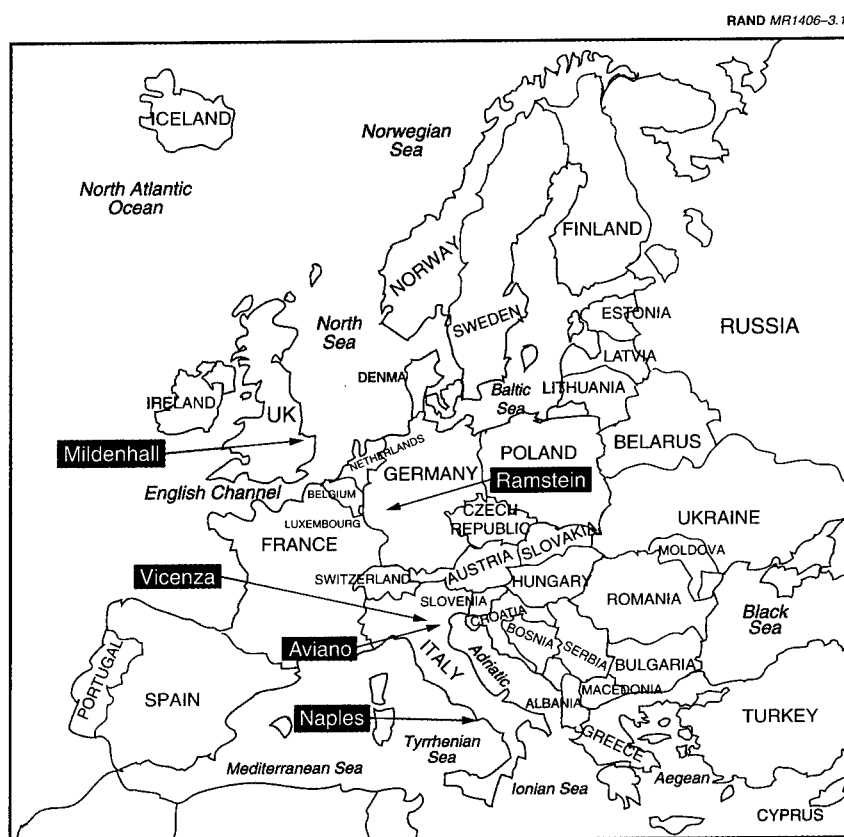 RAND MR1406–3.1
ICELAND
Norwegian
Sea
North Atlantic
Ocean
FINLAND
NORWAY
SWEDEN
ESTONIA
RUSSIA
North
Sea
LATVIA
DENMA
Baltic
Sea
LITHUANIA
IRELAND
UK
BELARUS
Mildenhall
NETHERLANDS
POLAND
GERMANY
Ramstein
English Channel
BELGIUM
CZECH
REPUBLIC
LUXEMBOURG
UKRAINE
FRANCE
SLOVAKIA
MOLDOVA
AUSTRIA
Vicenza
SWITZERLAND
HUNGARY
SLOVENIA
ROMANIA
CROATIA
Black
Sea
BOSNIA
Aviano
ITALY
SERBIA
Adriatic
BULGARIA
PORTUGAL
SPAIN
MACEDONIA
ALBANIA
Naples
TURKEY
Tyrrhenian
Sea
GREECE
Mediterranean Sea
Aegean
Ionian Sea
CYPRUS